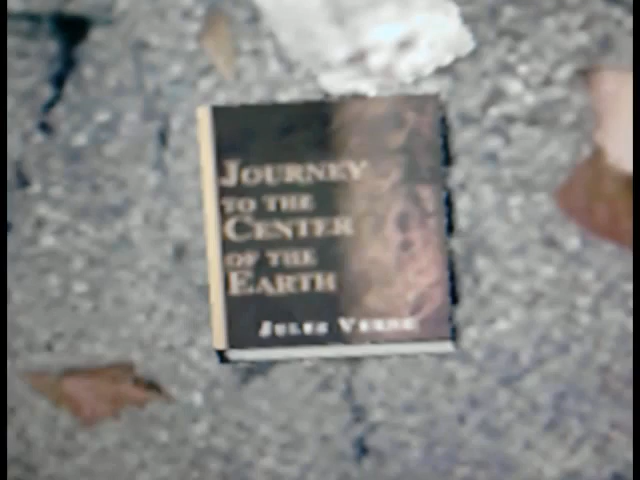 JOURNEY
TO THE
CENTER
OF THE
EARTH
JULES VERNE